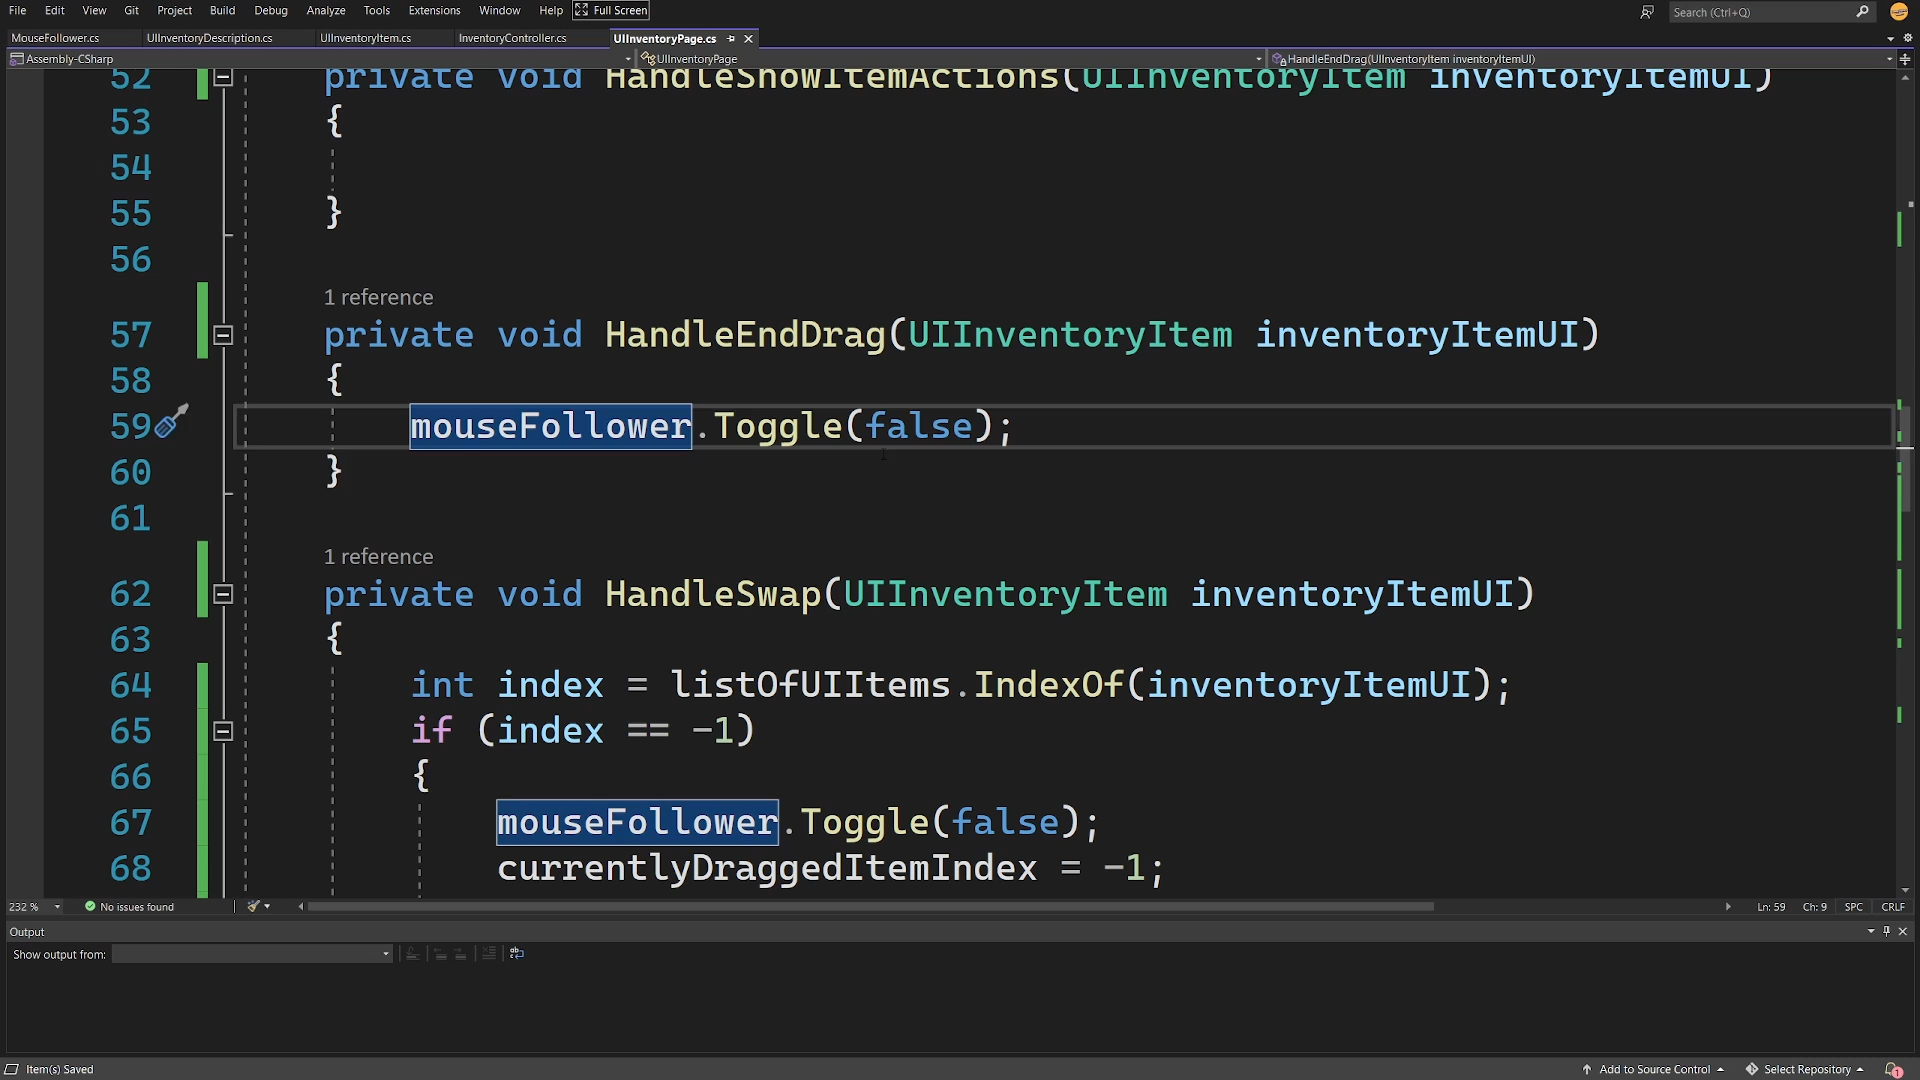 File Edit View Git Project Build Debug Analyze Tools Extensions Window Help Full Screen Search (Ctrl+Q)
MouseFollower.cs UIInventoryDescription.cs UIInventoryItem.cs InventoryController.cs UIInventoryPage.cs
Assembly-CSharp UIInventoryPage HandleEndDrag(UIInventoryItem inventoryItemUI)
52 private void HandleShowItemActions(UIInventoryItem inventoryItemUI)
53 {
54
55 }
56
1 reference
57 private void HandleEndDrag(UIInventoryItem inventoryItemUI)
58 {
59 mouseFollower.Toggle(false);
60 }
61
1 reference
62 private void HandleSwap(UIInventoryItem inventoryItemUI)
63 {
64 int index = listOfUIItems.IndexOf(inventoryItemUI);
65 if (index == -1)
66 {
67 mouseFollower.Toggle(false);
68 currentlyDraggedItemIndex = -1;
232 % No issues found Ln: 59 Ch: 9 SPC CRLF
Output
Show output from:
Item(s) Saved Add to Source Control Select Repository 1